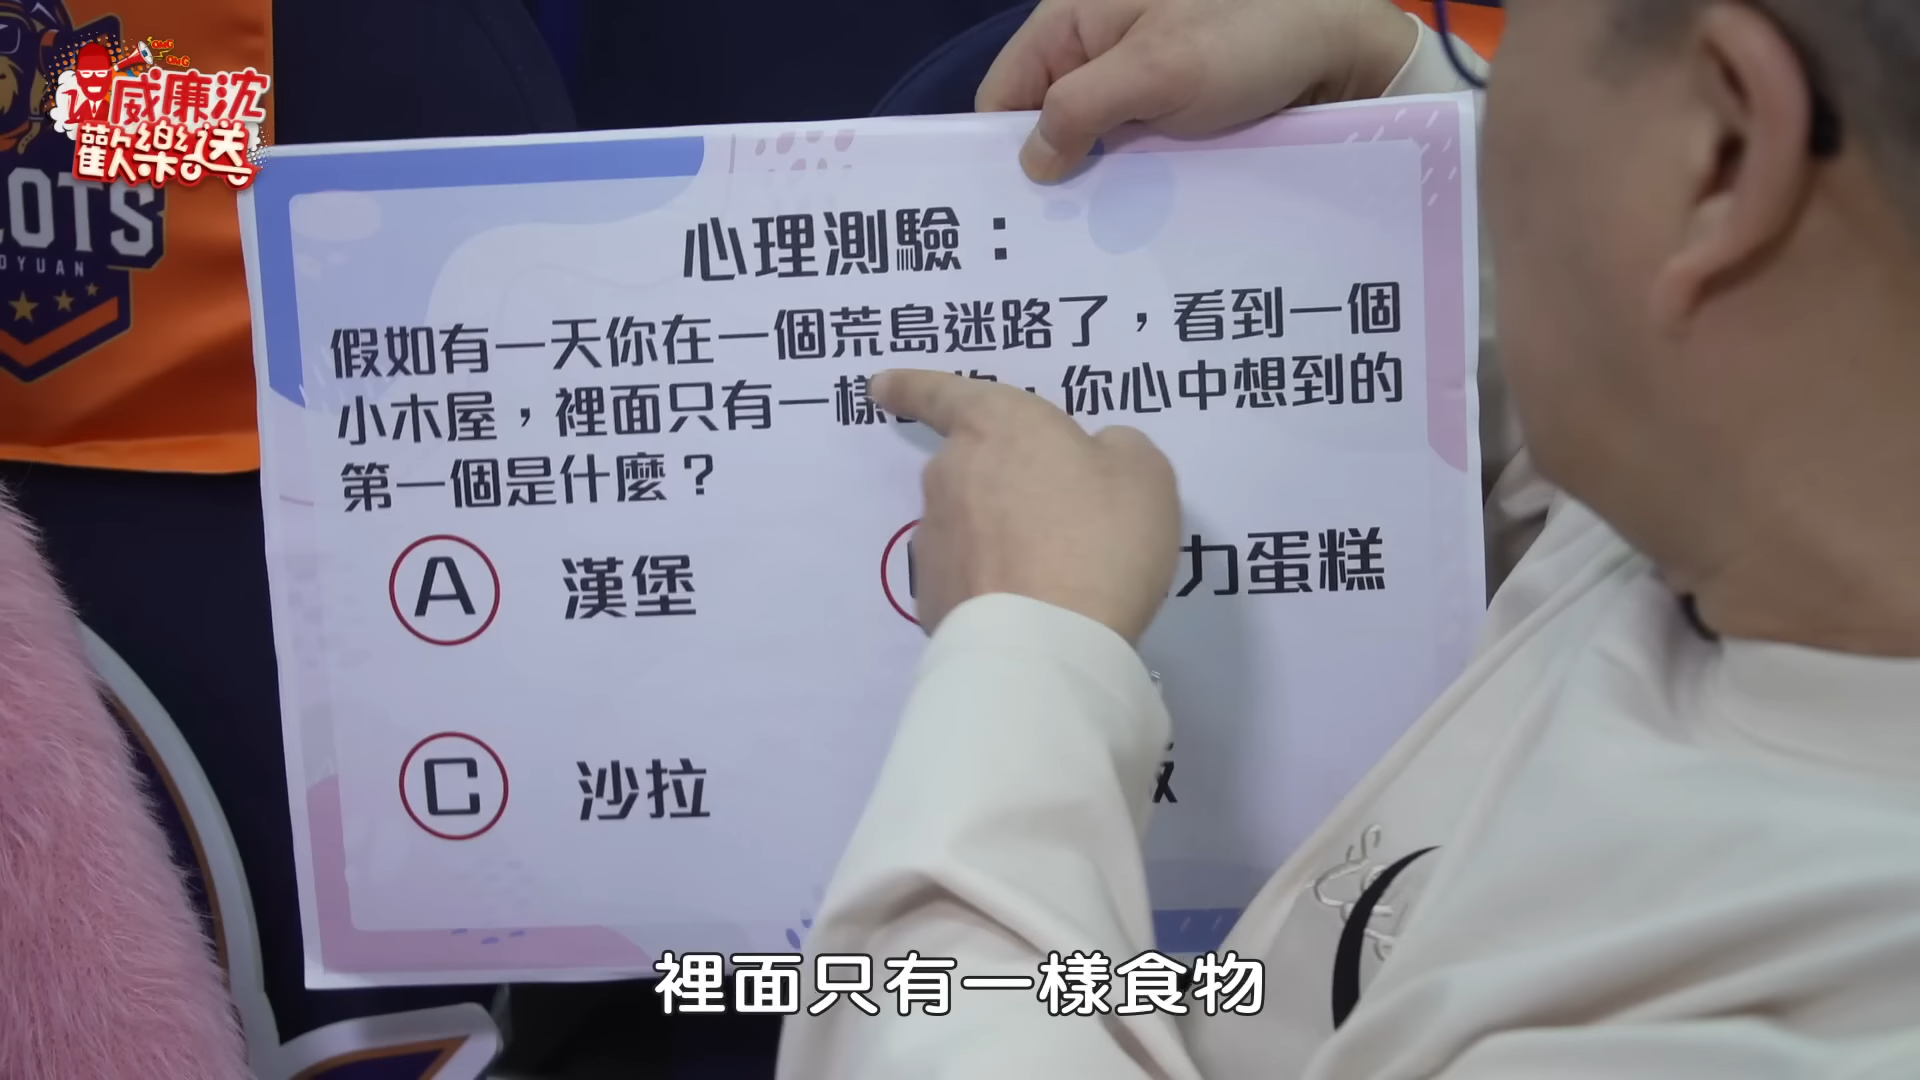 OMG
OMG
威廉沈
歡樂送
LOTS
OYUAN
心理測驗：
假如有一天你在一個荒島迷路了，看到一個
小木屋，裡面只有一樣，你心中想到的
第一個是什麼？
A 漢堡
力蛋糕
C 沙拉
裡面只有一樣食物